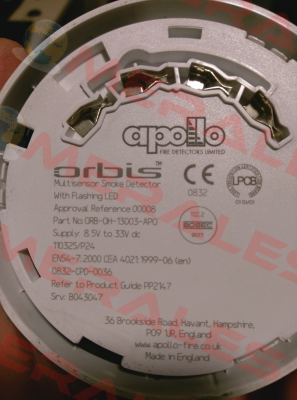 apollo
FIRE DETECTORS LIMITED
orbis™
CE
0832
LPCB
Multisensor Smoke Detector
With Flashing LED
Approval Reference 00008
Part No ORB-OH-13003-APO
Supply: 8.5V to 33V dc
110325/P24
EN54-7:2000 CEA 4021:1999-06 (en)
0832-CPD-0036
Refer to Product Guide PP2147
Srv: 8043047
BOSEC
36 Brookside Road, Havant, Hampshire,
PO9 1JR, England
www.apollo-fire.co.uk
Made in England